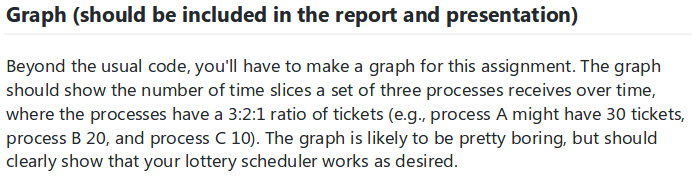 Graph (should be included in the report and presentation)
Beyond the usual code, you'll have to make a graph for this assignment. The graph
should show the number of time slices a set of three processes receives over time,
where the processes have a 3:2:1 ratio of tickets (e.g., process A might have 30 tickets,
process B 20, and process C 10). The graph is likely to be pretty boring, but should
clearly show that your lottery scheduler works as desired.